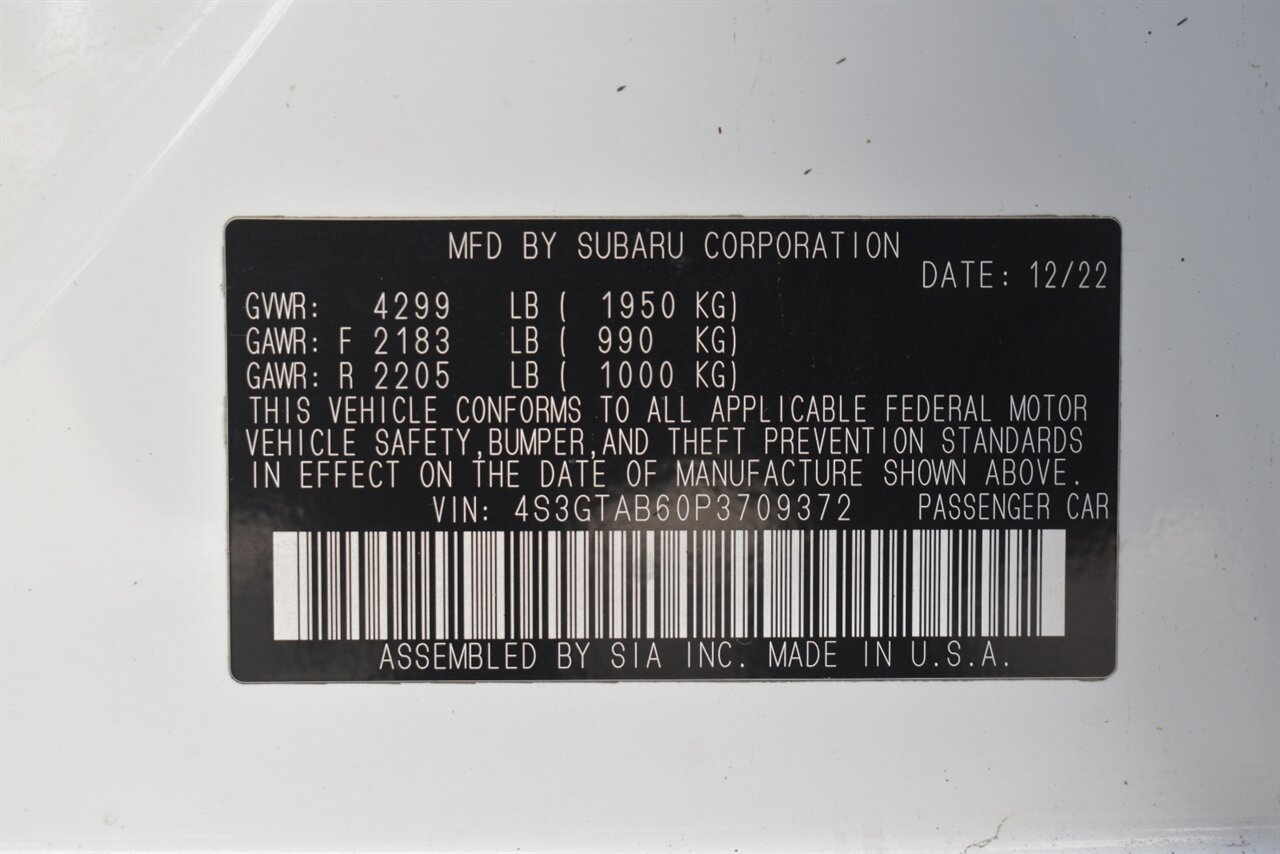 MFD BY SUBARU CORPORATION
DATE: 12/22
GVWR: 4299 LB ( 1950 KG)
GAWR: F 2183 LB ( 990 KG)
GAWR: R 2205 LB ( 1000 KG)
THIS VEHICLE CONFORMS TO ALL APPLICABLE FEDERAL MOTOR
VEHICLE SAFETY,BUMPER,AND THEFT PREVENTION STANDARDS
IN EFFECT ON THE DATE OF MANUFACTURE SHOWN ABOVE.
VIN: 4S3GTAB60P3709372 PASSENGER CAR
ASSEMBLED BY SIA INC. MADE IN U.S.A.